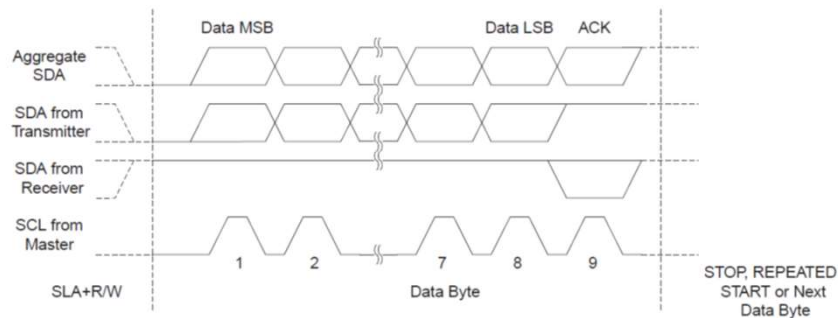 Data MSB
Data LSB
ACK
Aggregate
SDA
SDA from
Transmitter
SDA from
Receiver
SCL from
Master
1
2
7
8
9
SLA+R/W
Data Byte
STOP, REPEATED
START or Next
Data Byte